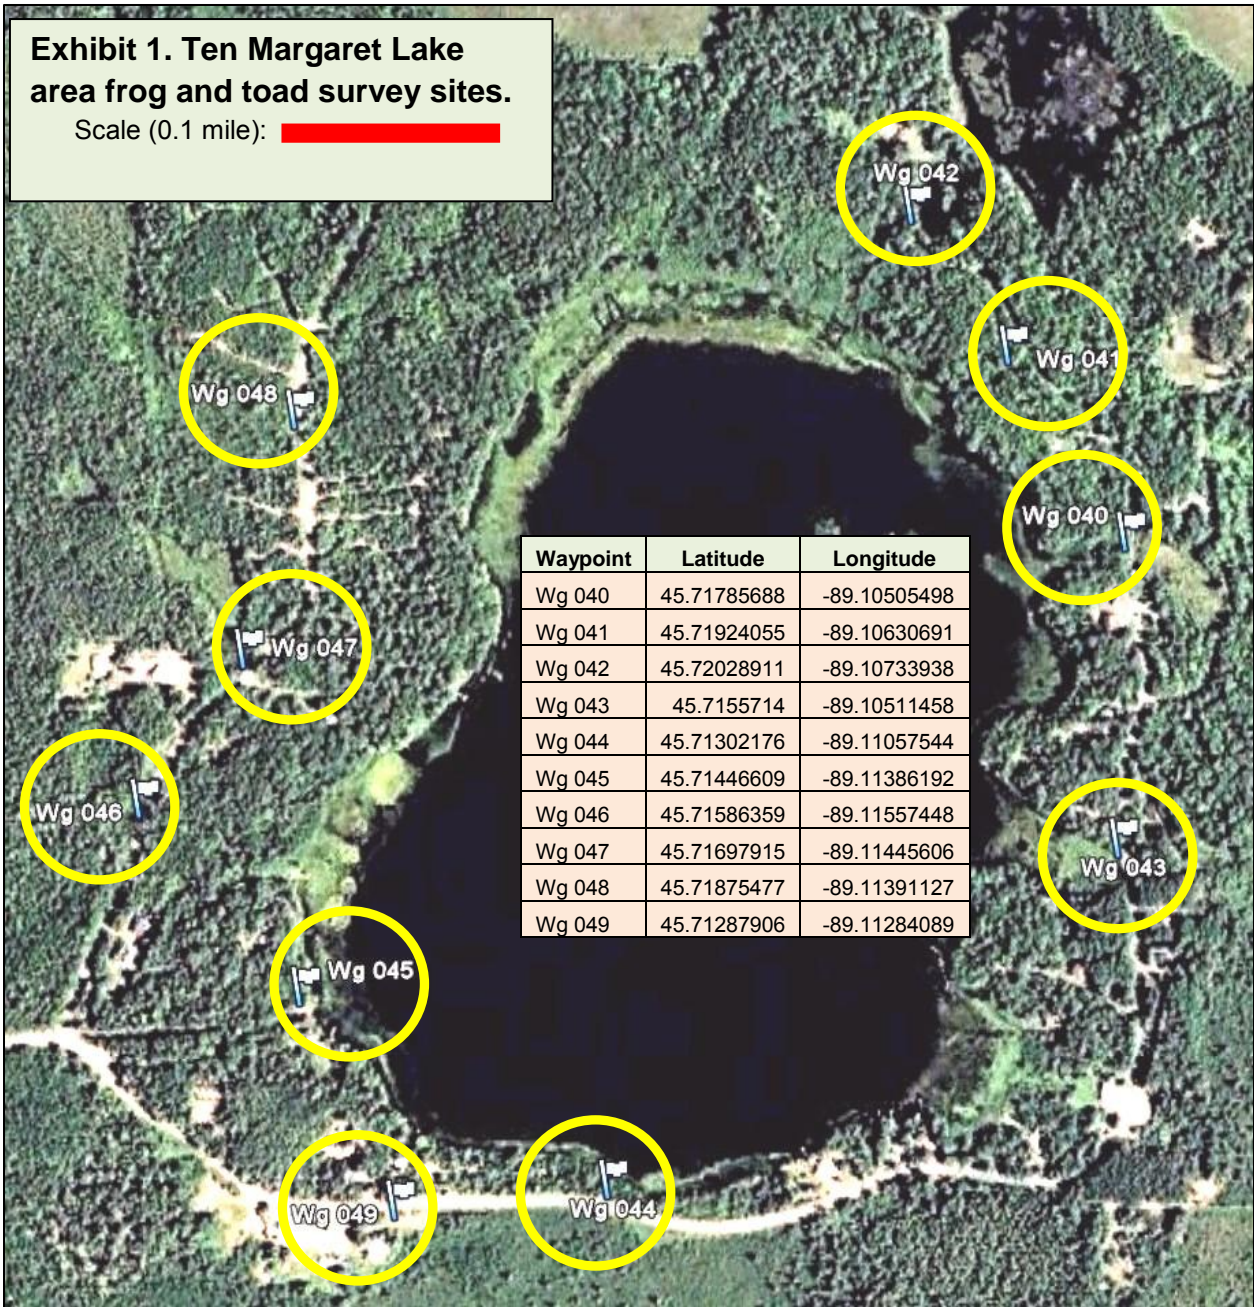 Exhibit 1. Ten Margaret Lake
area frog and toad survey sites.
Scale (0.1 mile):
Wg 042
Wg 041
Wg 048
Wg 040
Waypoint Latitude Longitude
Wg 040 45.71785688 -89.10505498
Wg 041 45.71924055 -89.10630691
Wg 042 45.72028911 -89.10733938
Wg 043 45.7155714 -89.10511458
Wg 044 45.71302176 -89.11057544
Wg 045 45.71446609 -89.11386192
Wg 046 45.71586359 -89.11557448
Wg 047 45.71697915 -89.11445606
Wg 048 45.71875477 -89.11391127
Wg 049 45.71287906 -89.11284089
Wg 047
Wg 046
Wg 043
Wg 045
Wg 049
Wg 044